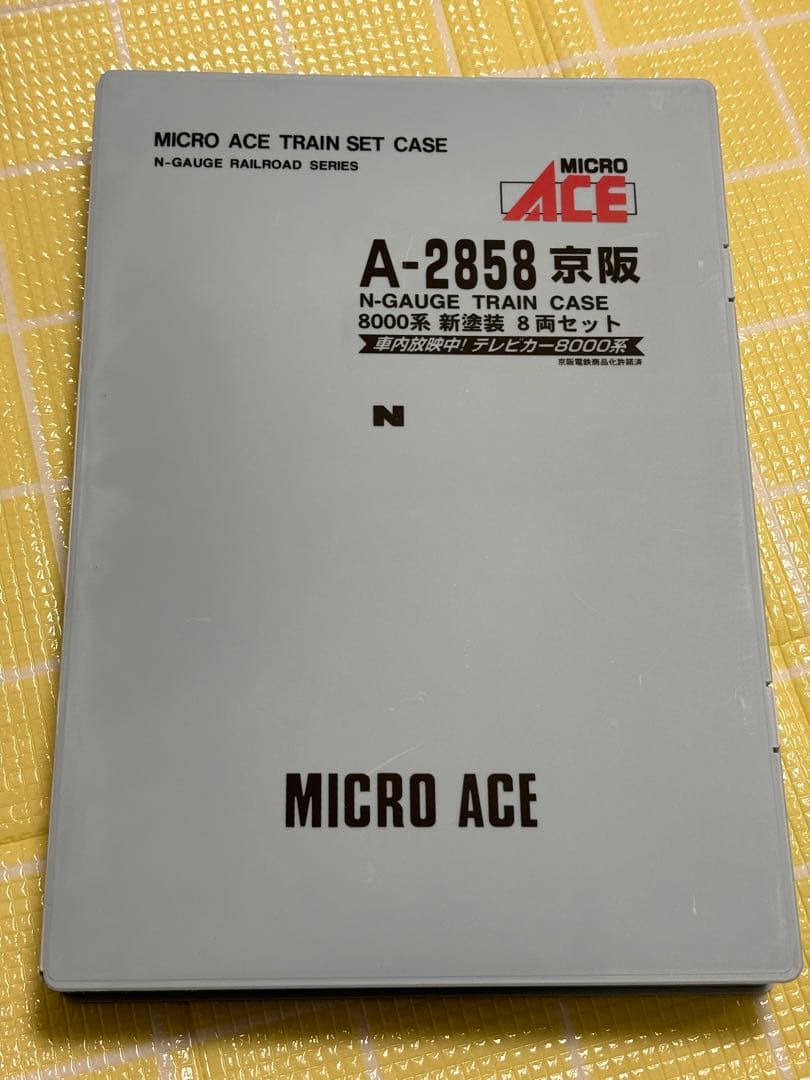 MICRO ACE TRAIN SET CASE
N-GAUGE RAILROAD SERIES
MICRO
ACE
A-2858 京阪
N-GAUGE TRAIN CASE
8000系 新塗装 8両セット
車内放映中! テレビカー8000系
京阪電鉄商品化許諾済
N
MICRO ACE